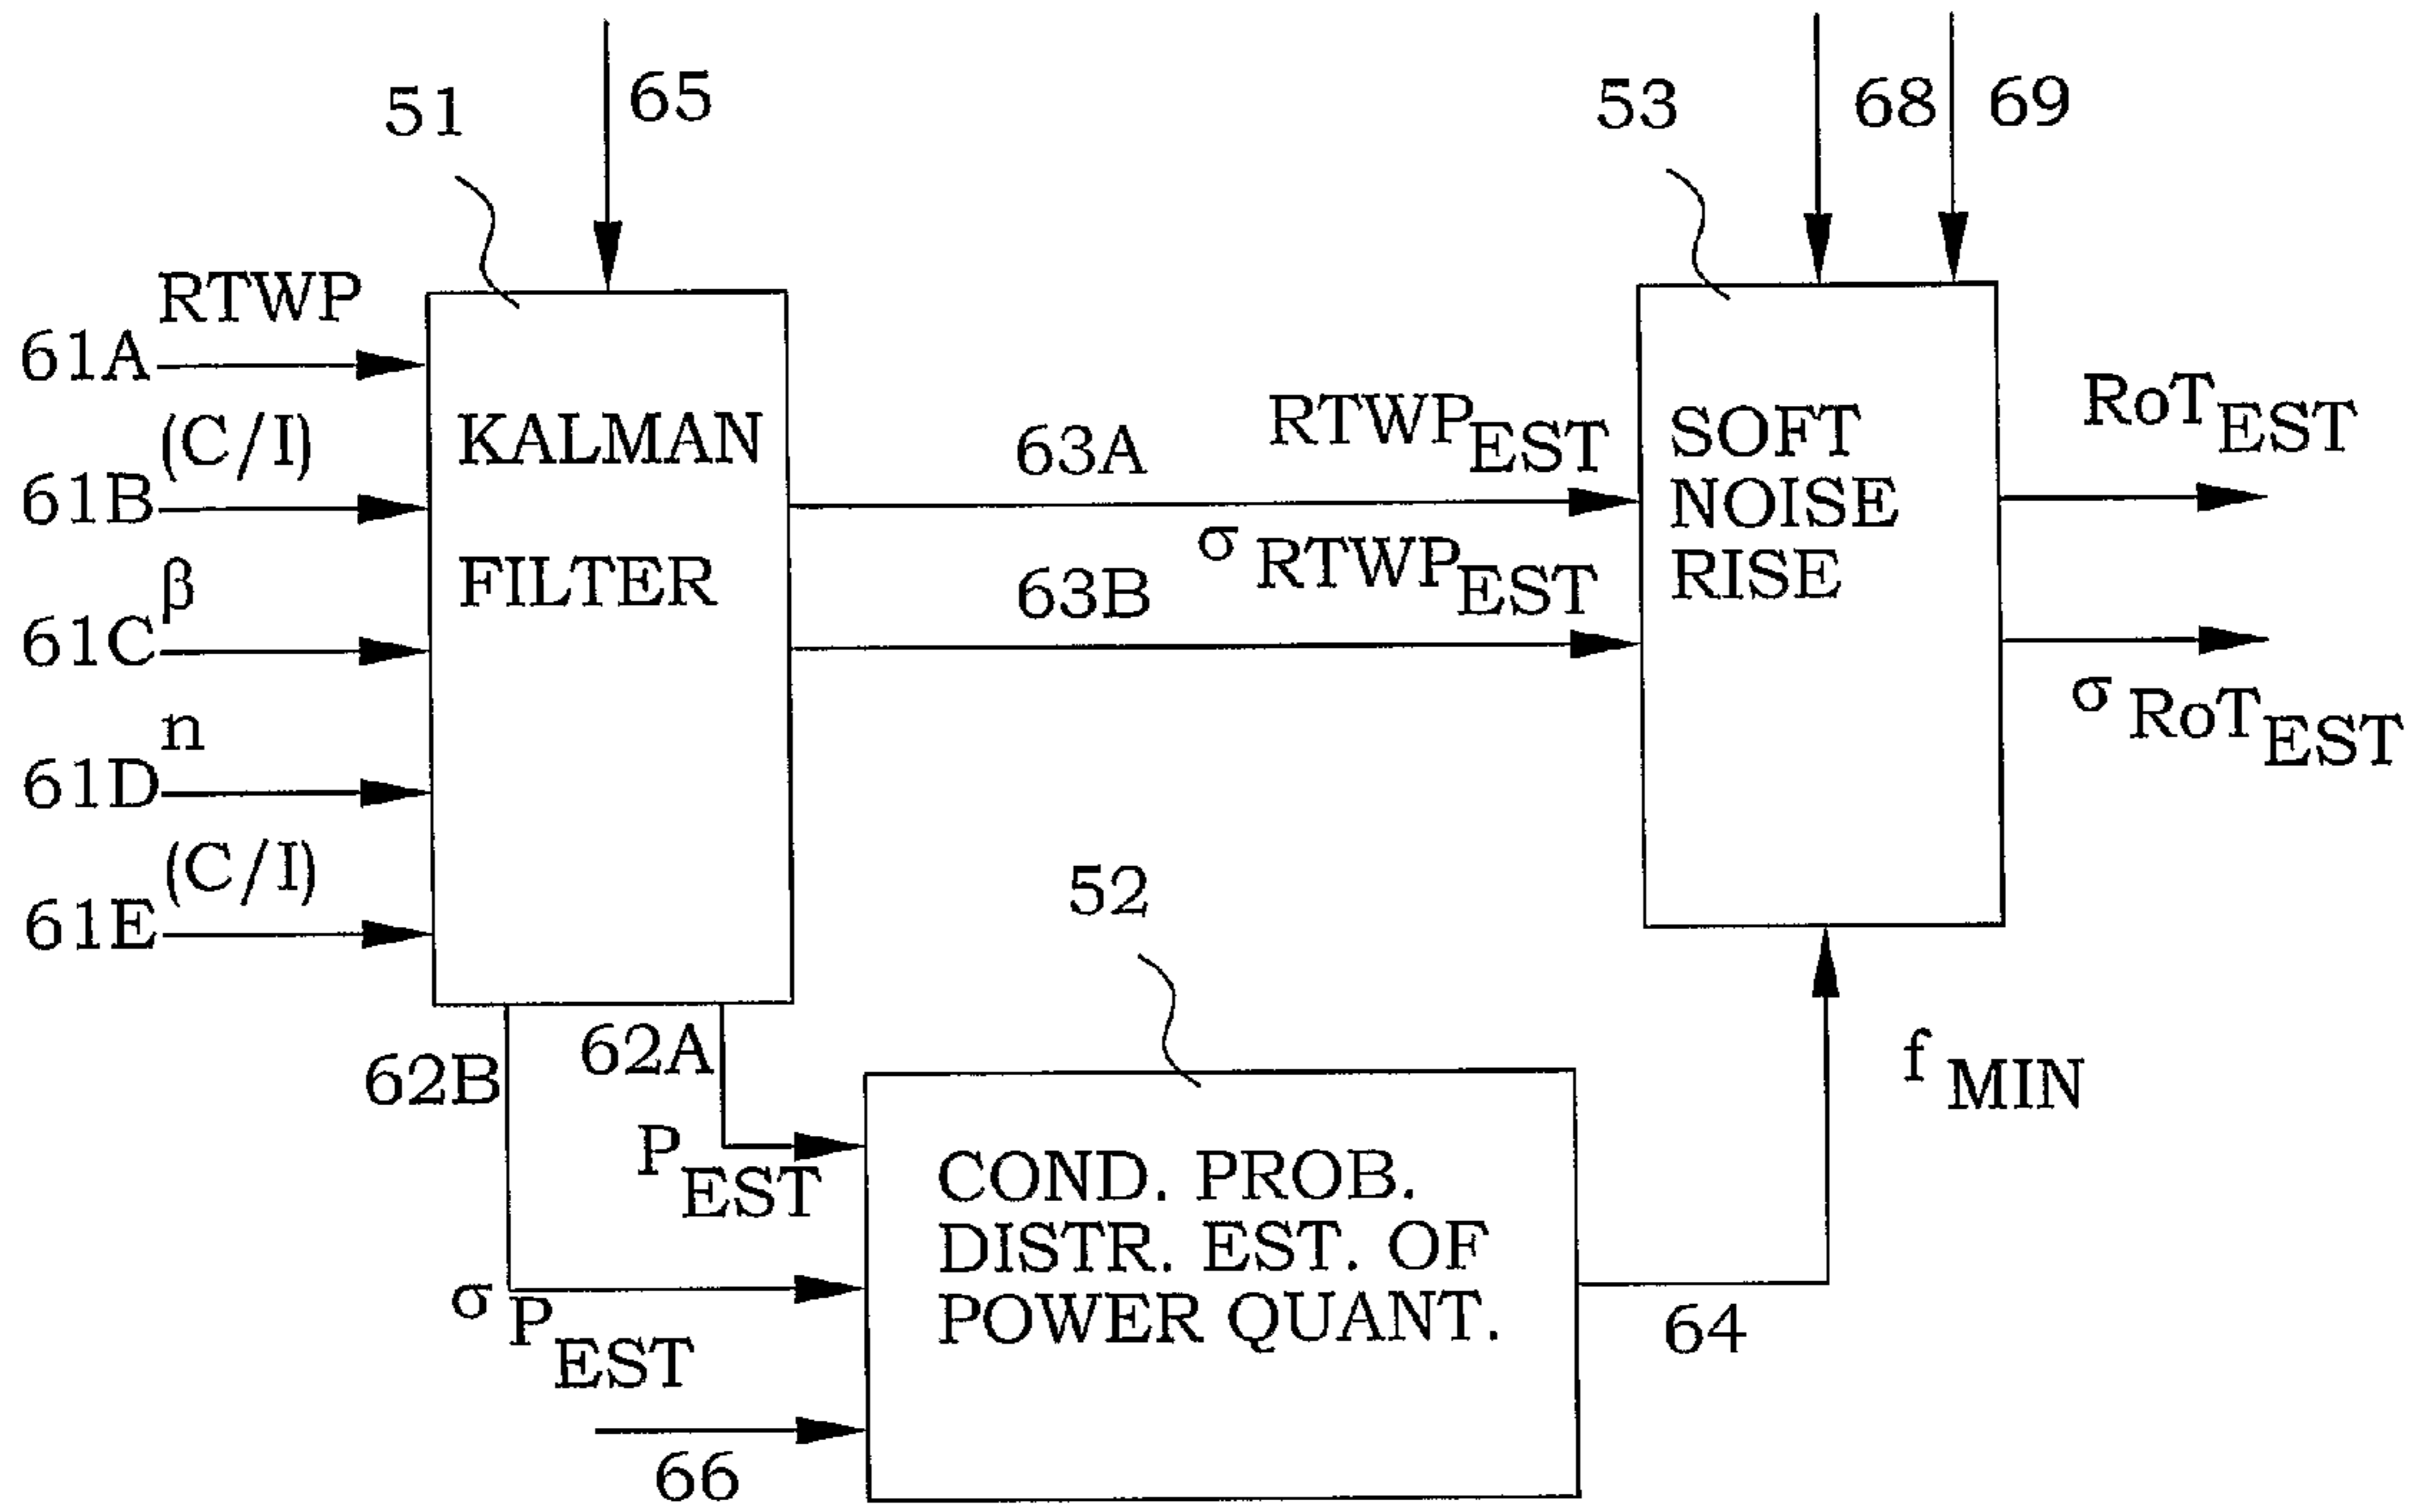 65
51
53
68
69
RTWP
61A
(C/I)
61B
β
61C
n
61D
(C/I)
61E
KALMAN
FILTER
63A
RTWP EST
63B
σ RTWP EST
SOFT
NOISE
RISE
RoT EST
σ RoT EST
52
62B
62A
P EST
σ P EST
66
COND. PROB.
DISTR. EST. OF
POWER QUANT.
64
f MIN